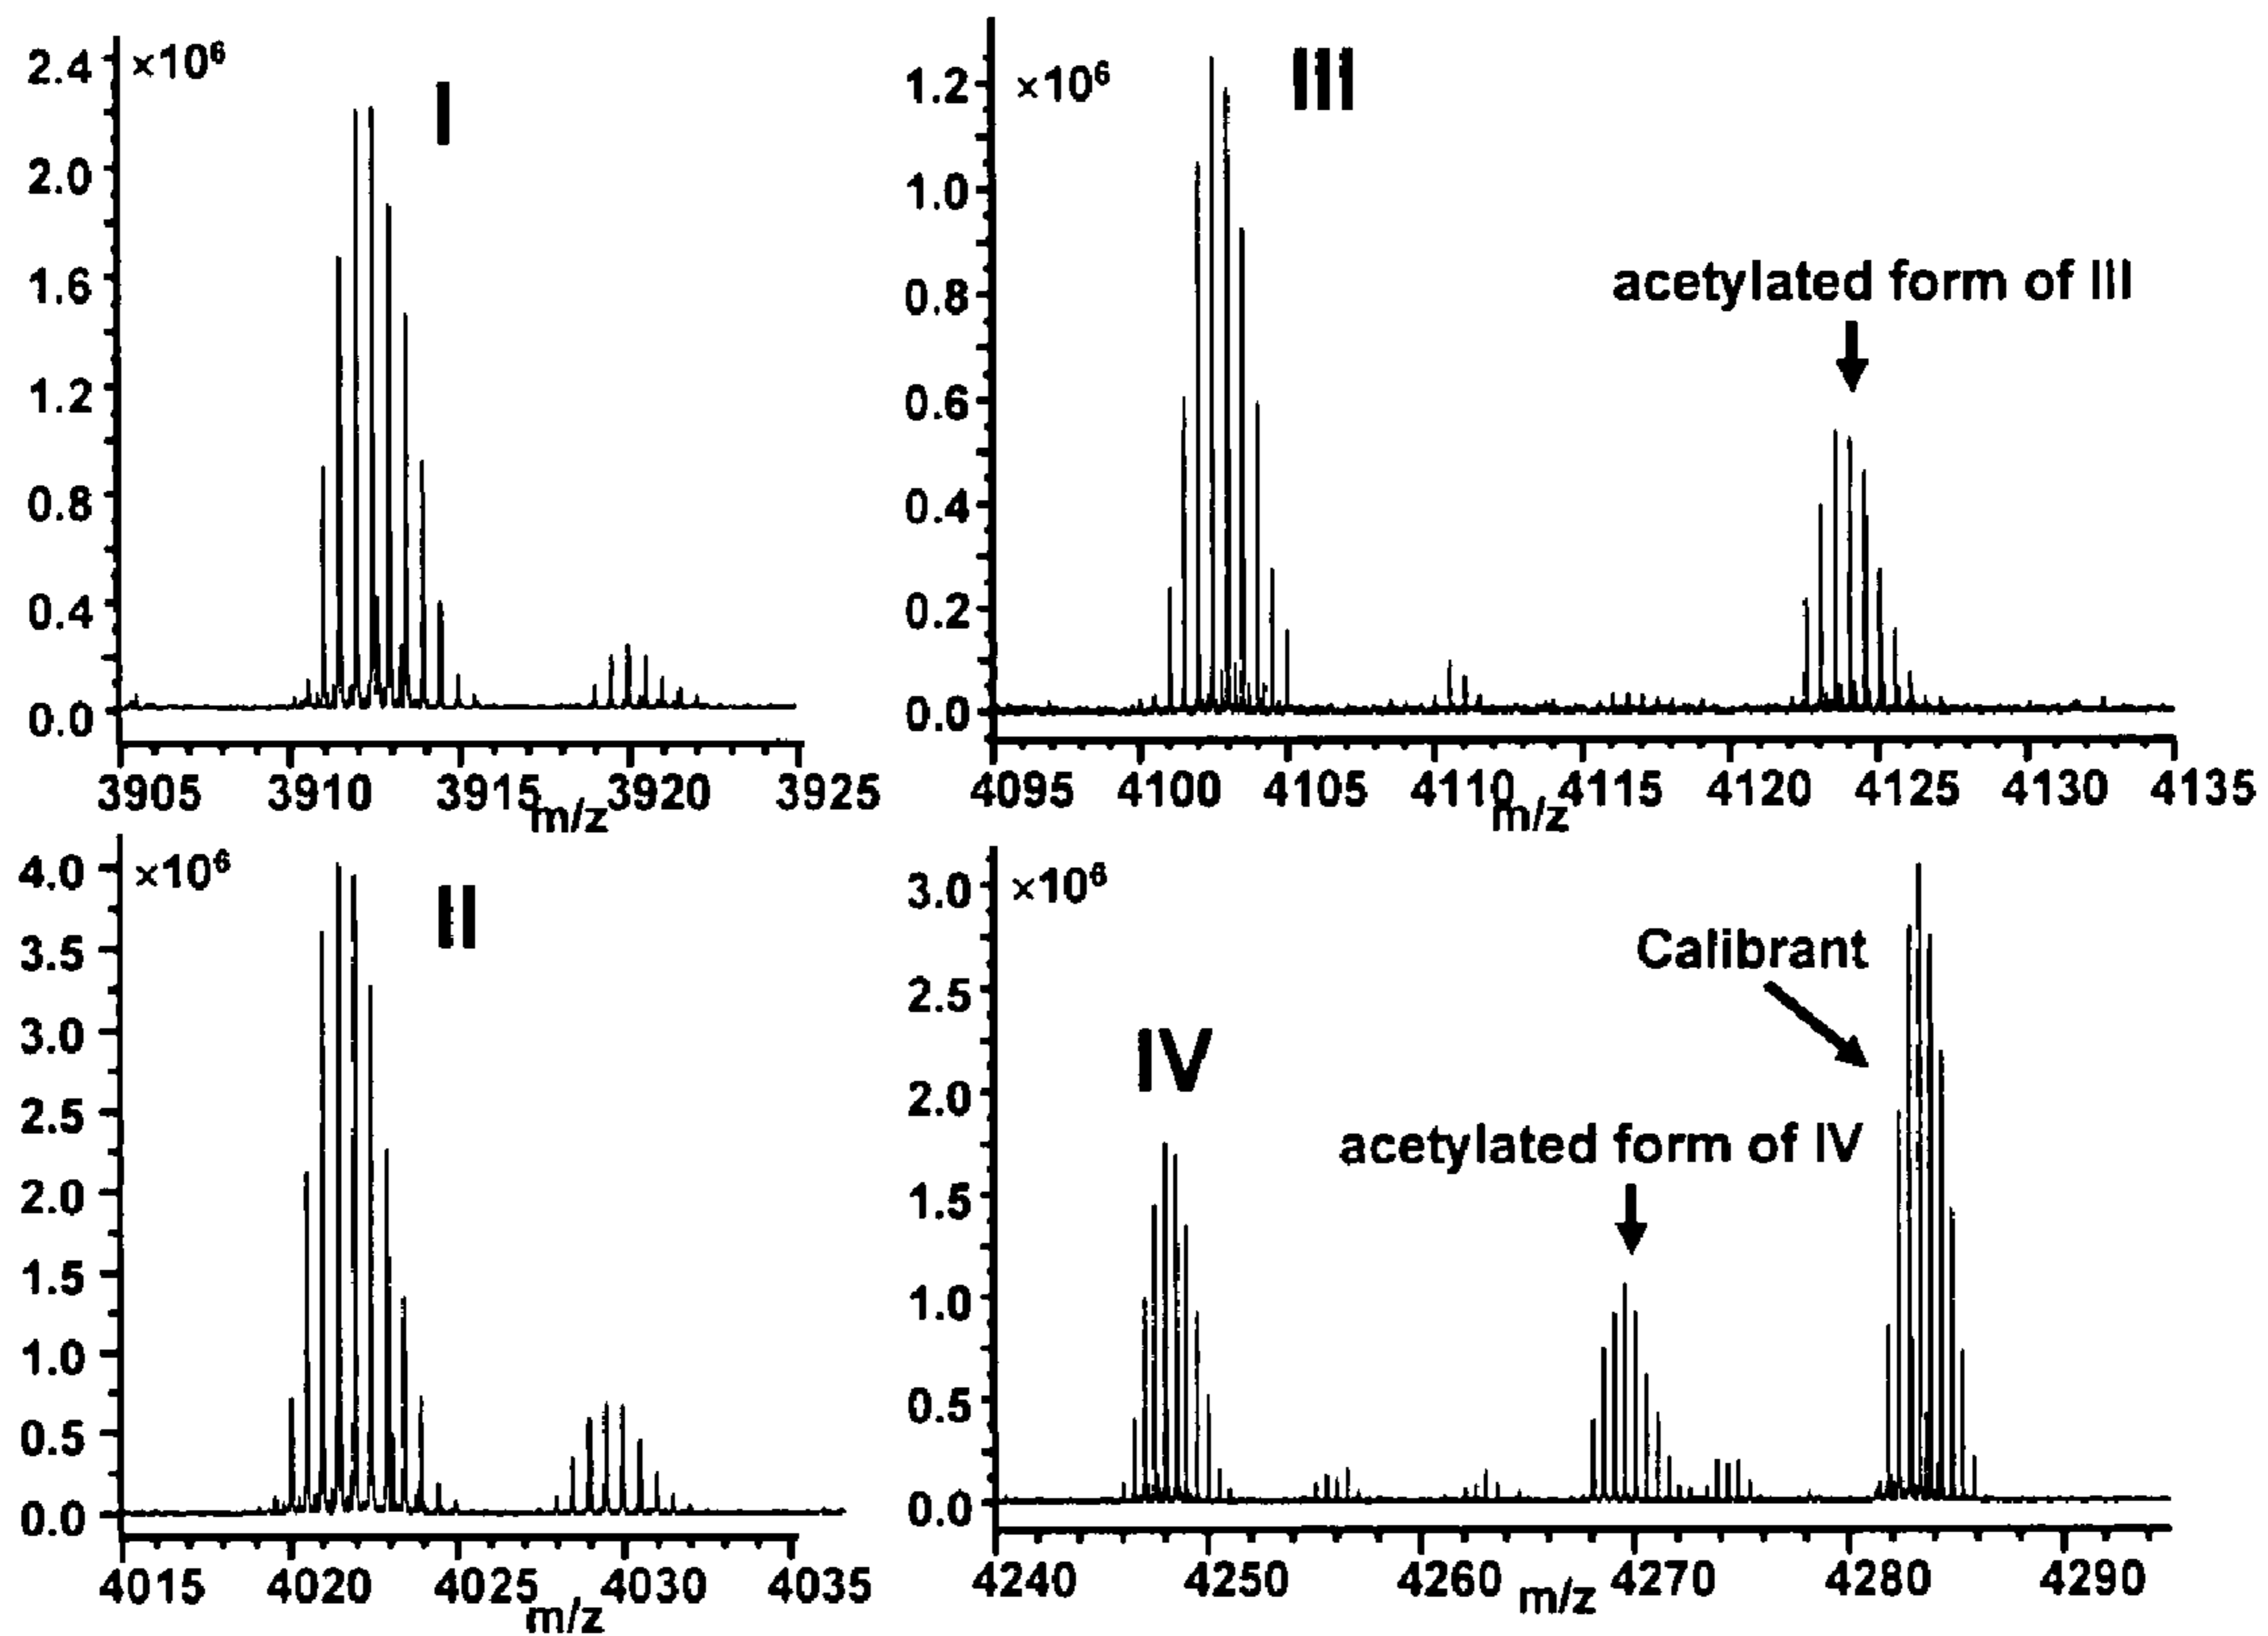 ×10⁶
I
2.4
2.0
1.6
1.2
0.8
0.4
0.0
3905 3910 3915 3920 3925
m/z
×10⁶
III
acetylated form of III
1.2
1.0
0.8
0.6
0.4
0.2
0.0
4095 4100 4105 4110 4115 4120 4125 4130 4135
m/z
×10⁶
II
4.0
3.5
3.0
2.5
2.0
1.5
1.0
0.5
0.0
4015 4020 4025 4030 4035
m/z
×10⁶
Calibrant
IV
acetylated form of IV
3.0
2.5
2.0
1.5
1.0
0.5
0.0
4240 4250 4260 4270 4280 4290
m/z